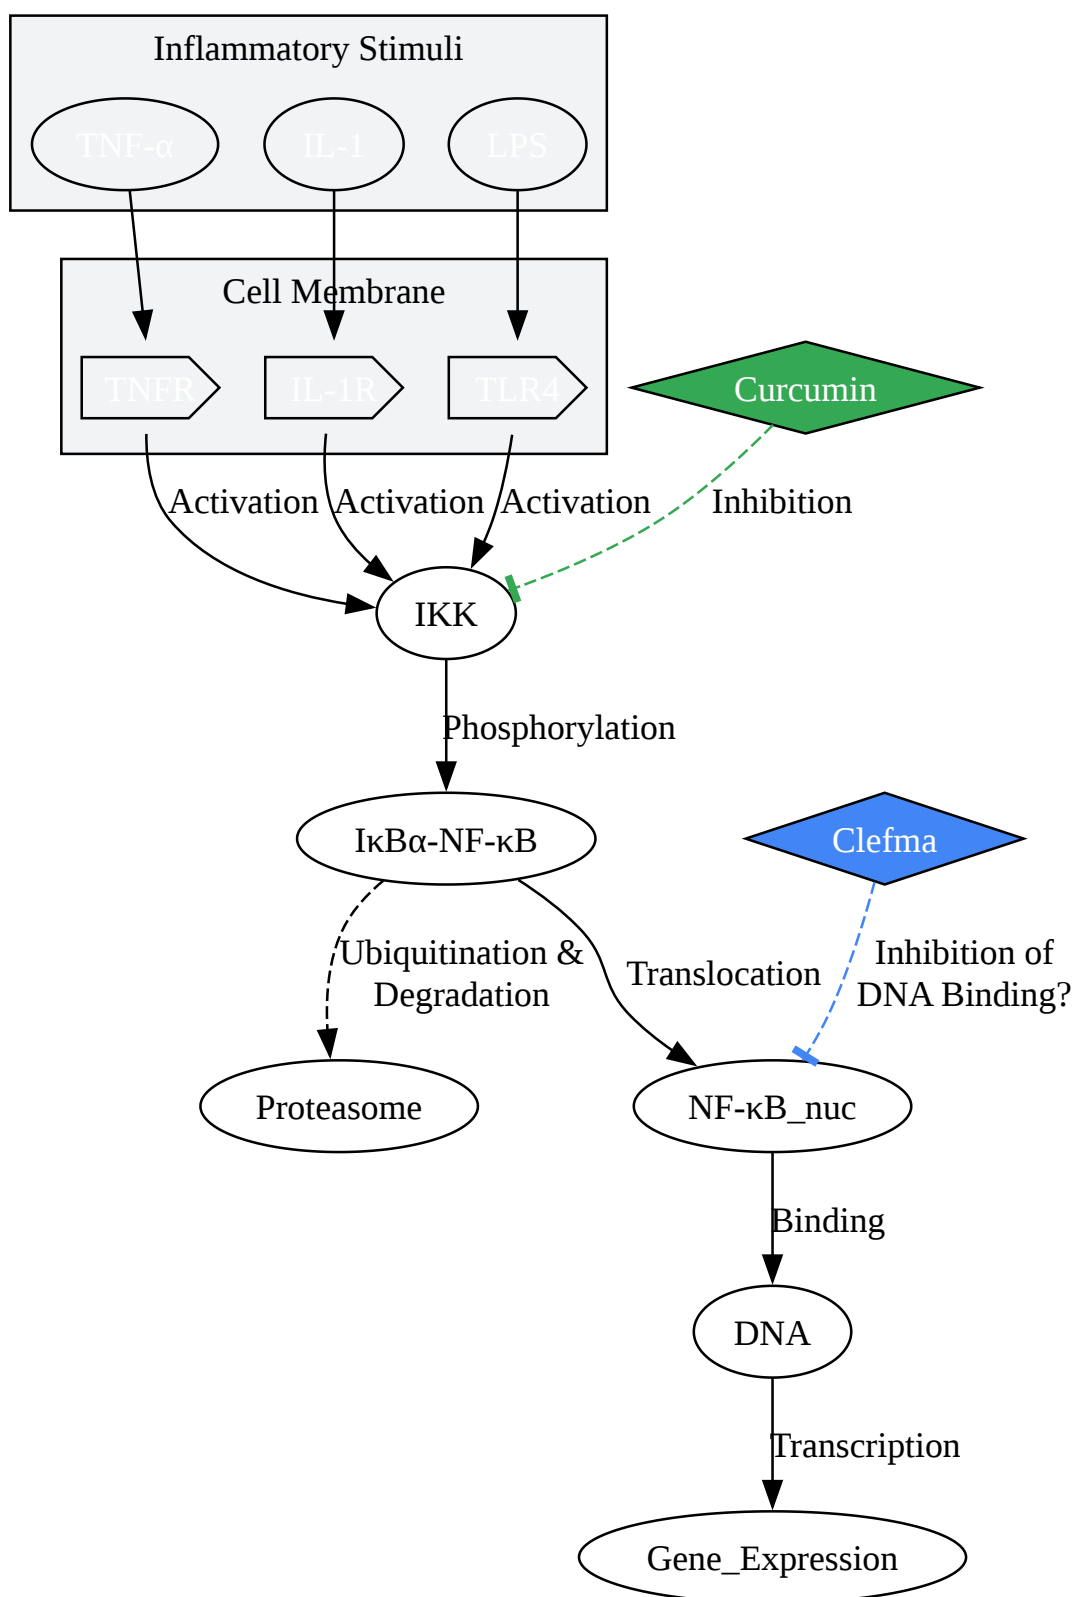 Inflammatory Stimuli
TNF-α
IL-1
LPS
Cell Membrane
TNFR
IL-1R
TLR4
Curcumin
Activation
Activation
Activation
Inhibition
IKK
Phosphorylation
IκBα-NF-κB
Clefma
Ubiquitination &
Degradation
Translocation
Inhibition of
DNA Binding?
Proteasome
NF-κB_nuc
Binding
DNA
Transcription
Gene_Expression